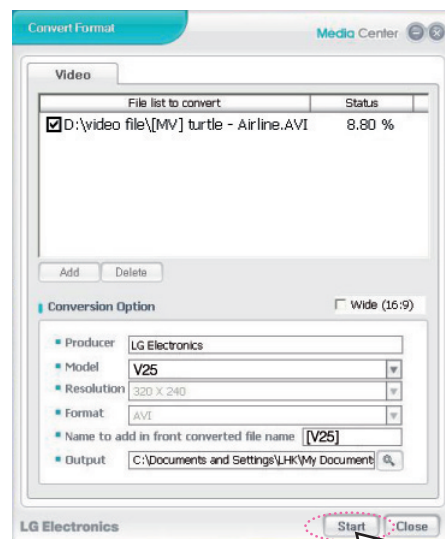 Convert Format
Media Center
Video
File list to convert Status
D:\video file\[MV] turtle - Airline.AVI 8.80 %
Add Delete
Conversion Option Wide (16:9)
Producer LG Electronics
Model V25
Resolution 320 X 240
Format AVI
Name to add in front converted file name [V25]
Output C:\Documents and Settings\LHK\My Document
LG Electronics Start Close